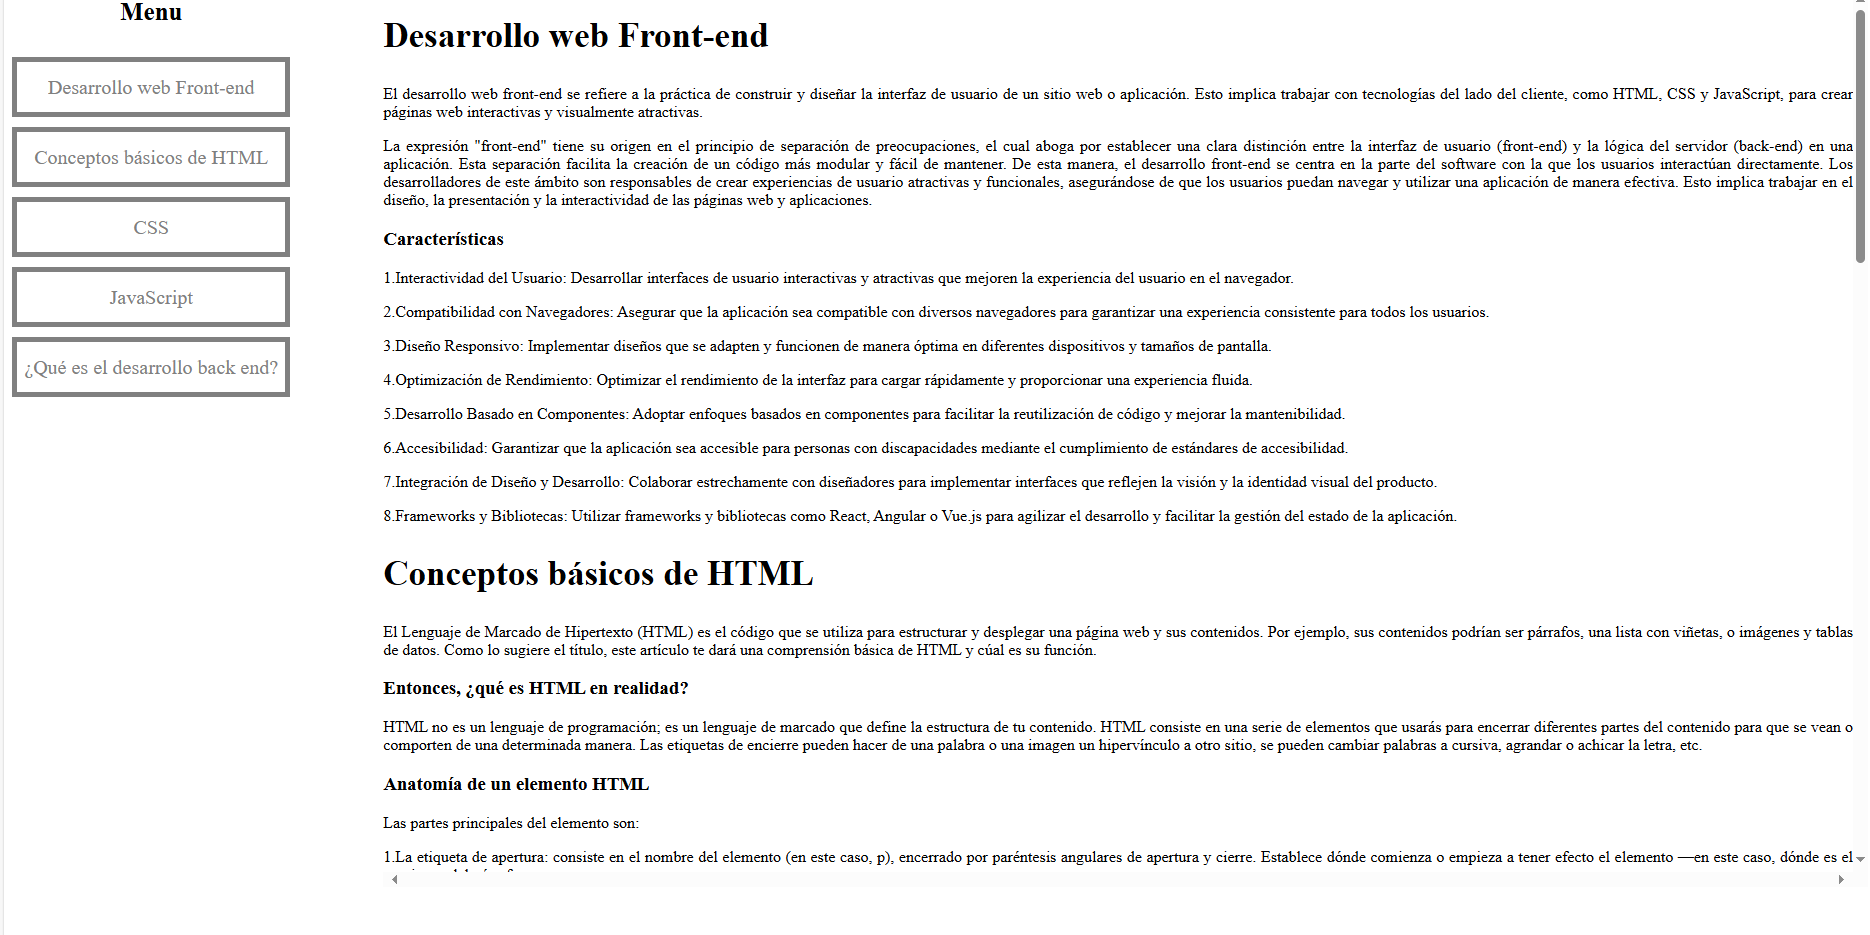 Menu
Desarrollo web Front-end
Conceptos básicos de HTML
CSS
JavaScript
¿Qué es el desarrollo back end?
Desarrollo web Front-end
El desarrollo web front-end se refiere a la práctica de construir y diseñar la interfaz de usuario de un sitio web o aplicación. Esto implica trabajar con tecnologías del lado del cliente, como HTML, CSS y JavaScript, para crear
páginas web interactivas y visualmente atractivas.
La expresión "front-end" tiene su origen en el principio de separación de preocupaciones, el cual aboga por establecer una clara distinción entre la interfaz de usuario (front-end) y la lógica del servidor (back-end) en una
aplicación. Esta separación facilita la creación de un código más modular y fácil de mantener. De esta manera, el desarrollo front-end se centra en la parte del software con la que los usuarios interactúan directamente. Los
desarrolladores de este ámbito son responsables de crear experiencias de usuario atractivas y funcionales, asegurándose de que los usuarios puedan navegar y utilizar una aplicación de manera efectiva. Esto implica trabajar en el
diseño, la presentación y la interactividad de las páginas web y aplicaciones.
Características
1.Interactividad del Usuario: Desarrollar interfaces de usuario interactivas y atractivas que mejoren la experiencia del usuario en el navegador.
2.Compatibilidad con Navegadores: Asegurar que la aplicación sea compatible con diversos navegadores para garantizar una experiencia consistente para todos los usuarios.
3.Diseño Responsivo: Implementar diseños que se adapten y funcionen de manera óptima en diferentes dispositivos y tamaños de pantalla.
4.Optimización de Rendimiento: Optimizar el rendimiento de la interfaz para cargar rápidamente y proporcionar una experiencia fluida.
5.Desarrollo Basado en Componentes: Adoptar enfoques basados en componentes para facilitar la reutilización de código y mejorar la mantenibilidad.
6.Accesibilidad: Garantizar que la aplicación sea accesible para personas con discapacidades mediante el cumplimiento de estándares de accesibilidad.
7.Integración de Diseño y Desarrollo: Colaborar estrechamente con diseñadores para implementar interfaces que reflejen la visión y la identidad visual del producto.
8.Frameworks y Bibliotecas: Utilizar frameworks y bibliotecas como React, Angular o Vue.js para agilizar el desarrollo y facilitar la gestión del estado de la aplicación.
Conceptos básicos de HTML
El Lenguaje de Marcado de Hipertexto (HTML) es el código que se utiliza para estructurar y desplegar una página web y sus contenidos. Por ejemplo, sus contenidos podrían ser párrafos, una lista con viñetas, o imágenes y tablas
de datos. Como lo sugiere el título, este artículo te dará una comprensión básica de HTML y cúal es su función.
Entonces, ¿qué es HTML en realidad?
HTML no es un lenguaje de programación; es un lenguaje de marcado que define la estructura de tu contenido. HTML consiste en una serie de elementos que usarás para encerrar diferentes partes del contenido para que se vean o
comporten de una determinada manera. Las etiquetas de encierre pueden hacer de una palabra o una imagen un hipervínculo a otro sitio, se pueden cambiar palabras a cursiva, agrandar o achicar la letra, etc.
Anatomía de un elemento HTML
Las partes principales del elemento son:
1.La etiqueta de apertura: consiste en el nombre del elemento (en este caso, p), encerrado por paréntesis angulares de apertura y cierre. Establece dónde comienza o empieza a tener efecto el elemento —en este caso, dónde es el